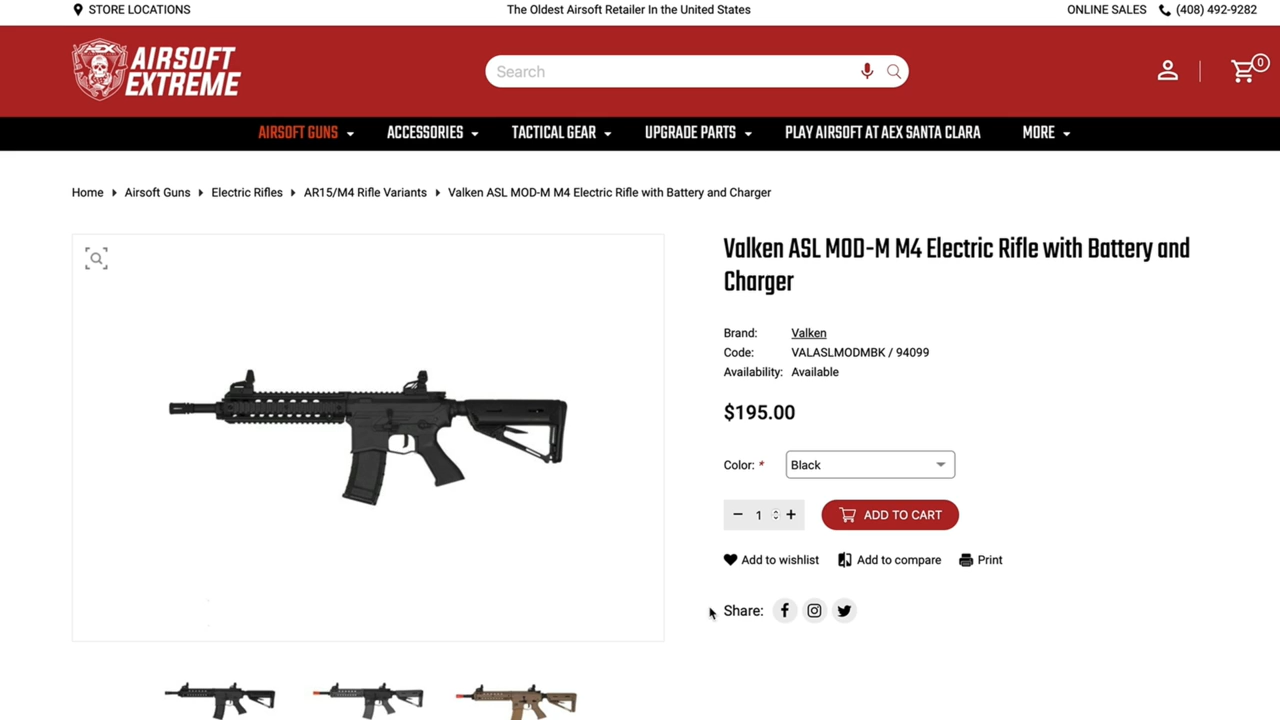 STORE LOCATIONS
The Oldest Airsoft Retailer In the United States
ONLINE SALES (408) 492-9282
AEX
AIRSOFT
EXTREME
Search
0
AIRSOFT GUNS ACCESSORIES TACTICAL GEAR UPGRADE PARTS PLAY AIRSOFT AT AEX SANTA CLARA MORE
Home Airsoft Guns Electric Rifles AR15/M4 Rifle Variants Valken ASL MOD-M M4 Electric Rifle with Battery and Charger
Valken ASL MOD-M M4 Electric Rifle with Battery and
Charger
Brand: Valken
Code: VALASLMODMBK / 94099
Availability: Available
$195.00
Color: * Black
− 1 + ADD TO CART
Add to wishlist Add to compare Print
Share: